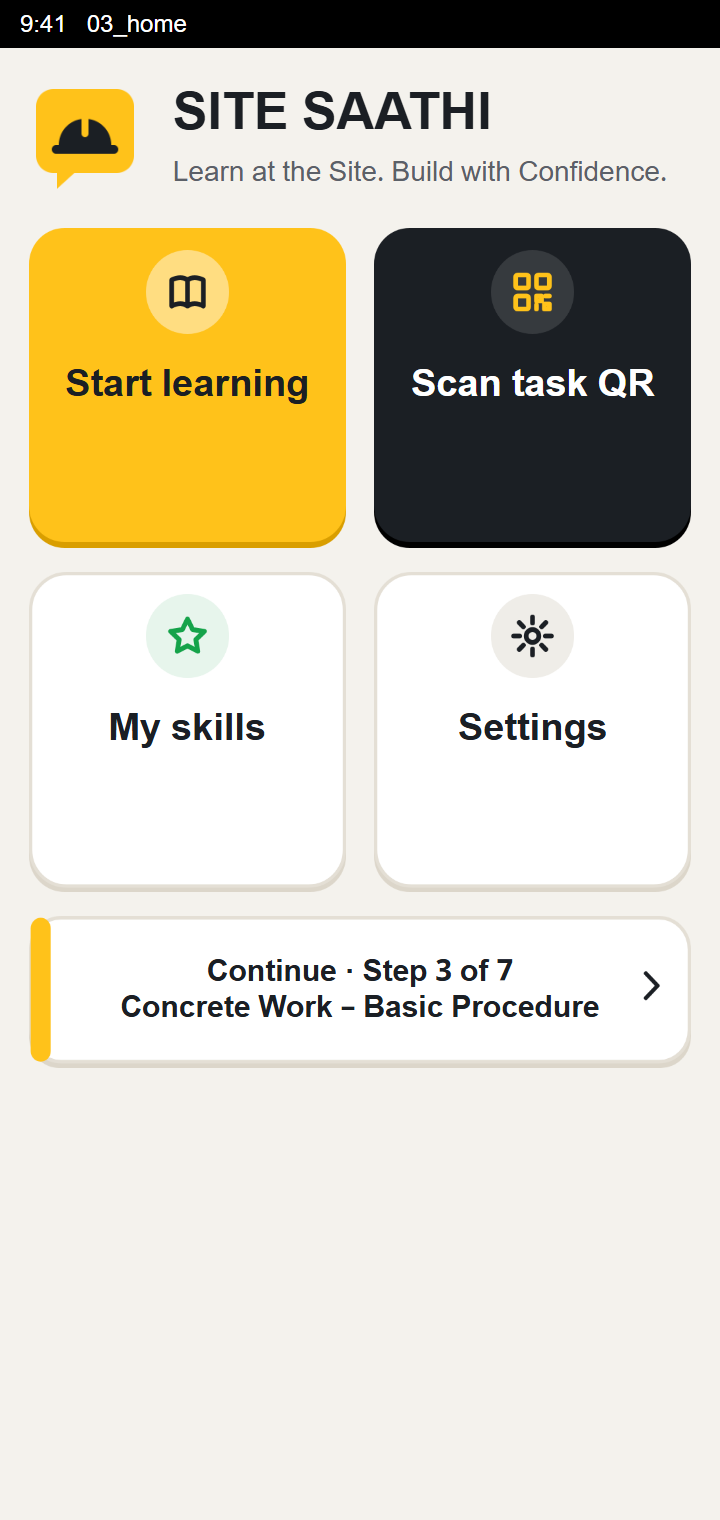 9:41 03_home
SITE SAATHI
Learn at the Site. Build with Confidence.
Start learning
Scan task QR
My skills
Settings
Continue · Step 3 of 7
Concrete Work – Basic Procedure